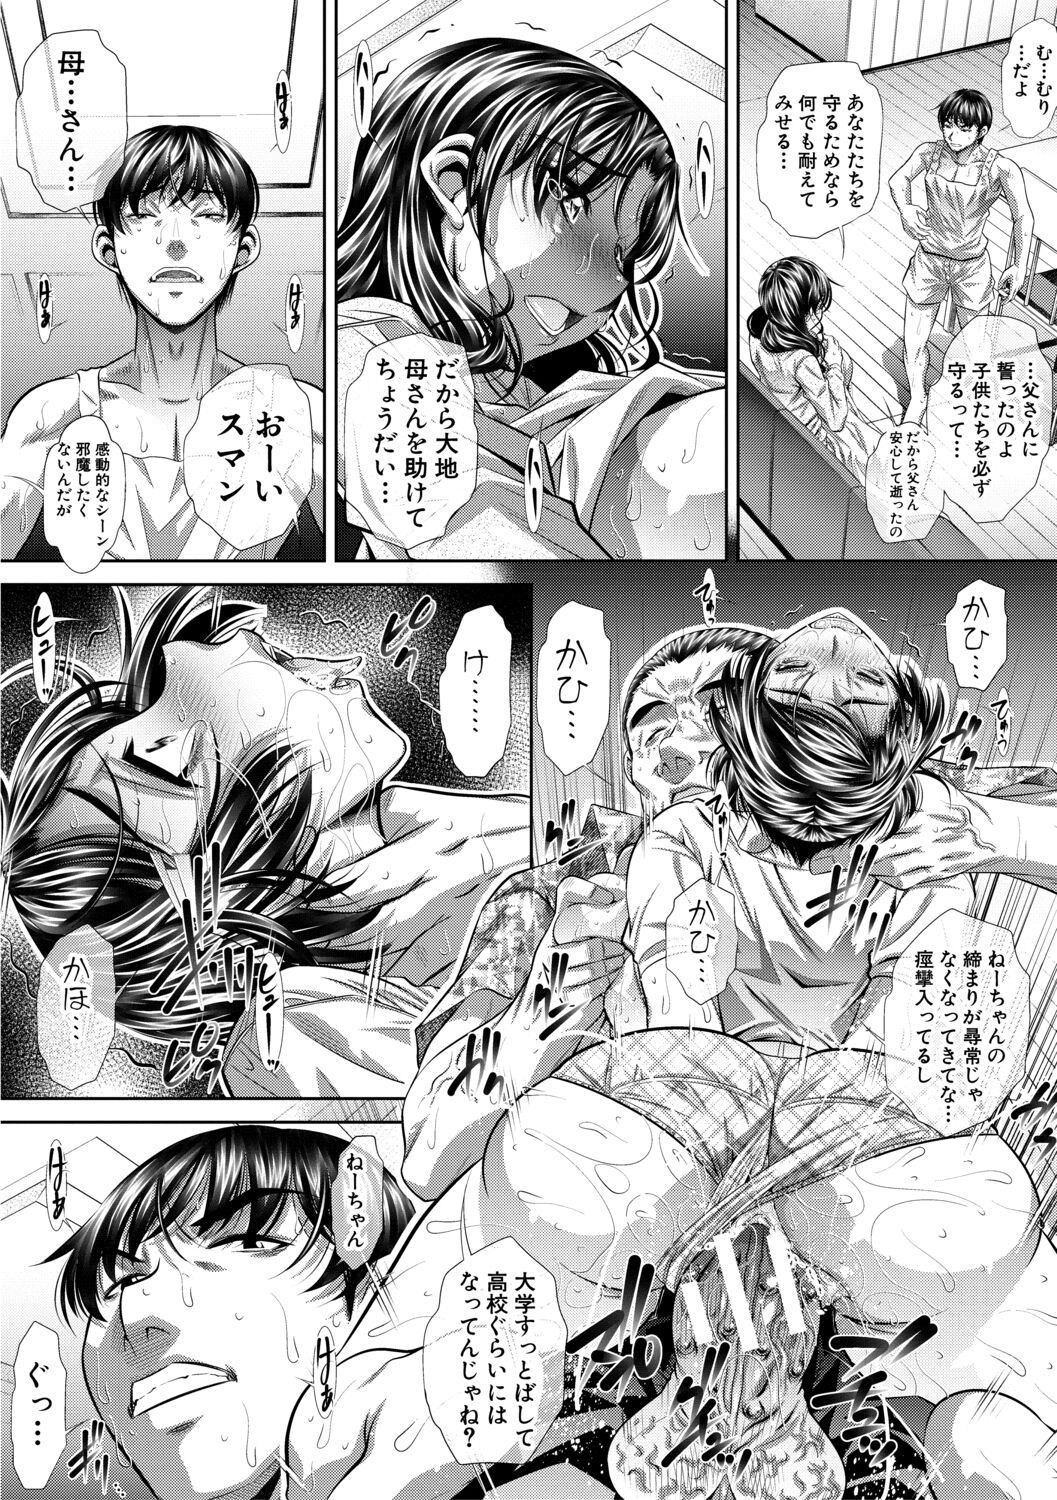 む…むり
…だよ
あなたたちを
守るためなら
何でも耐えて
みせる…
…父さんに
誓ったのよ
子供たちを必ず
守るって…
だから父さん
安心して逝ったの
だから大地
母さんを助けて
ちょうだい…
母…さん…
おーい
スマン
感動的なシーン
邪魔したく
ないんだが
かひ…
かひ…
かひ…
ねーちゃんの
締まりが尋常じゃ
なくなってきてな…
痙攣入ってるし
け……
かほ…
ヒューッ
大学すっとばして
高校ぐらいには
なってんじゃね?
ねーちゃん
ぐっ…